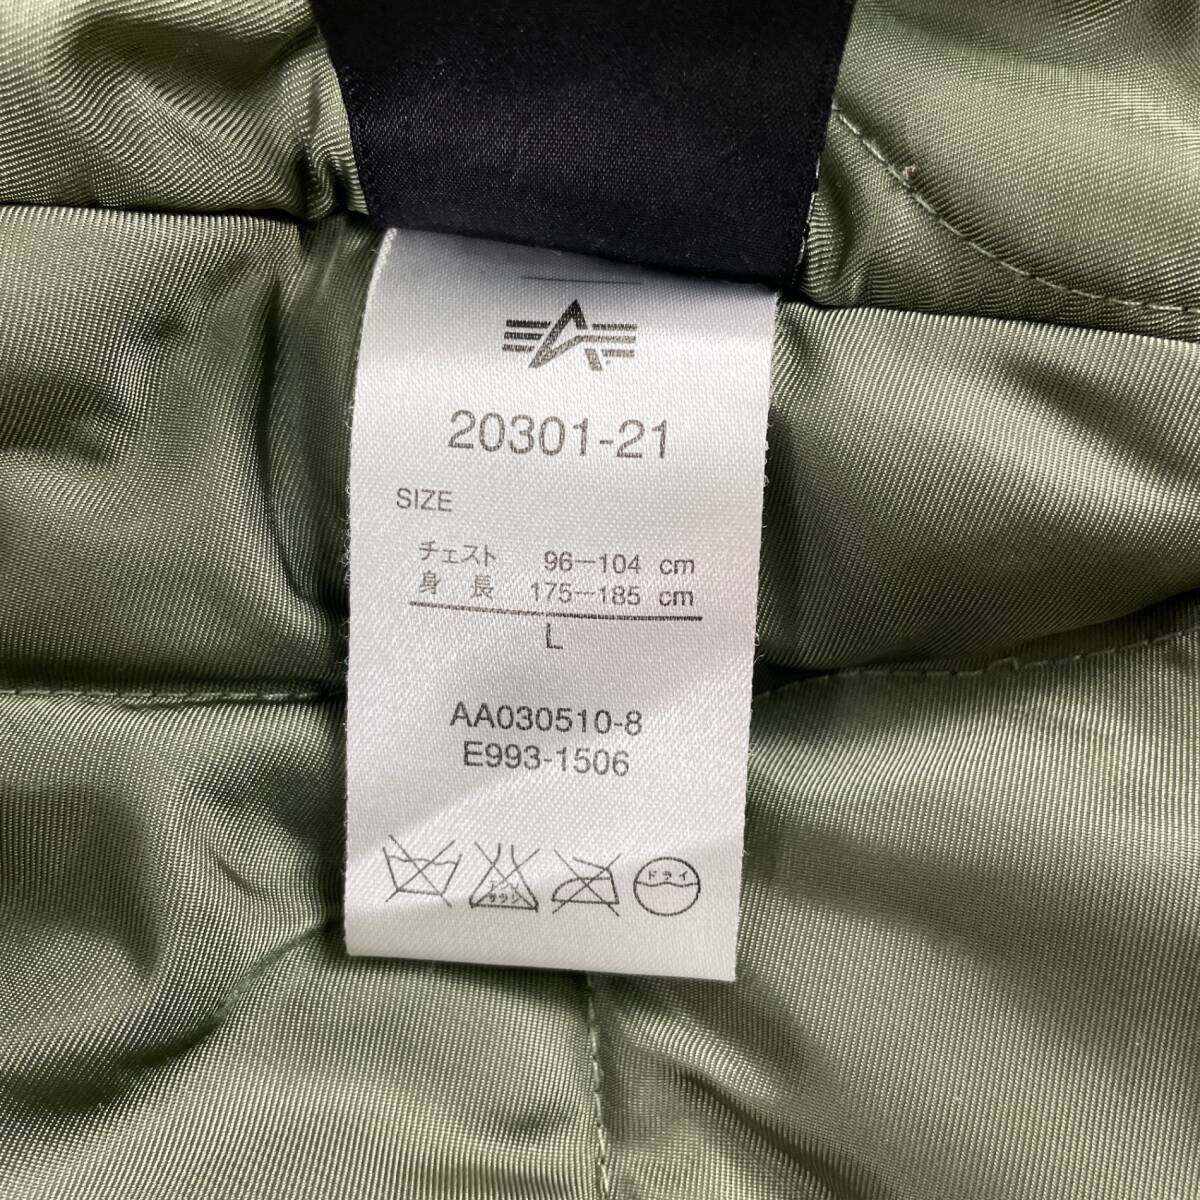 20301-21
SIZE
チェスト 96-104 cm
身 長 175-185 cm
L
AA030510-8
E993-1506
ドライ